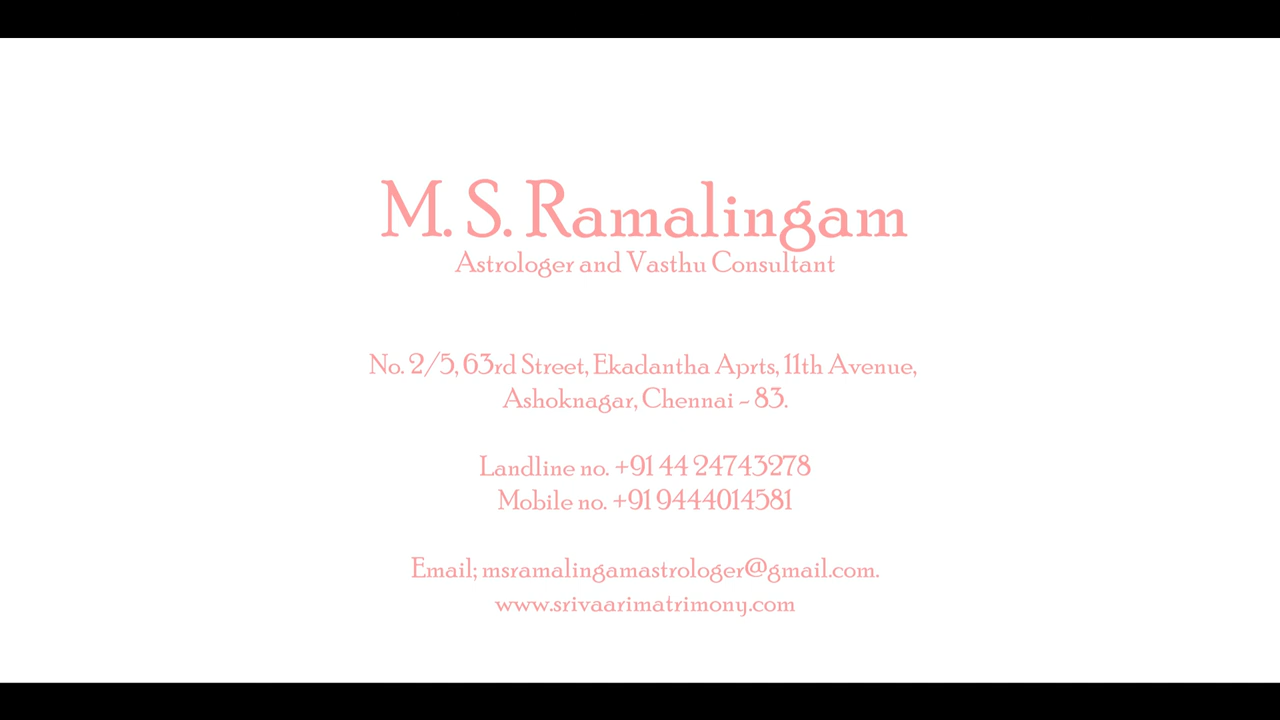 M. S. Ramalingam
Astrologer and Vasthu Consultant
No. 2/5, 63rd Street, Ekadantha Aprts, 11th Avenue,
Ashoknagar, Chennai - 83.
Landline no. +91 44 24743278
Mobile no. +91 9444014581
Email; msramalingamastrologer@gmail.com.
www.srivaarimatrimony.com